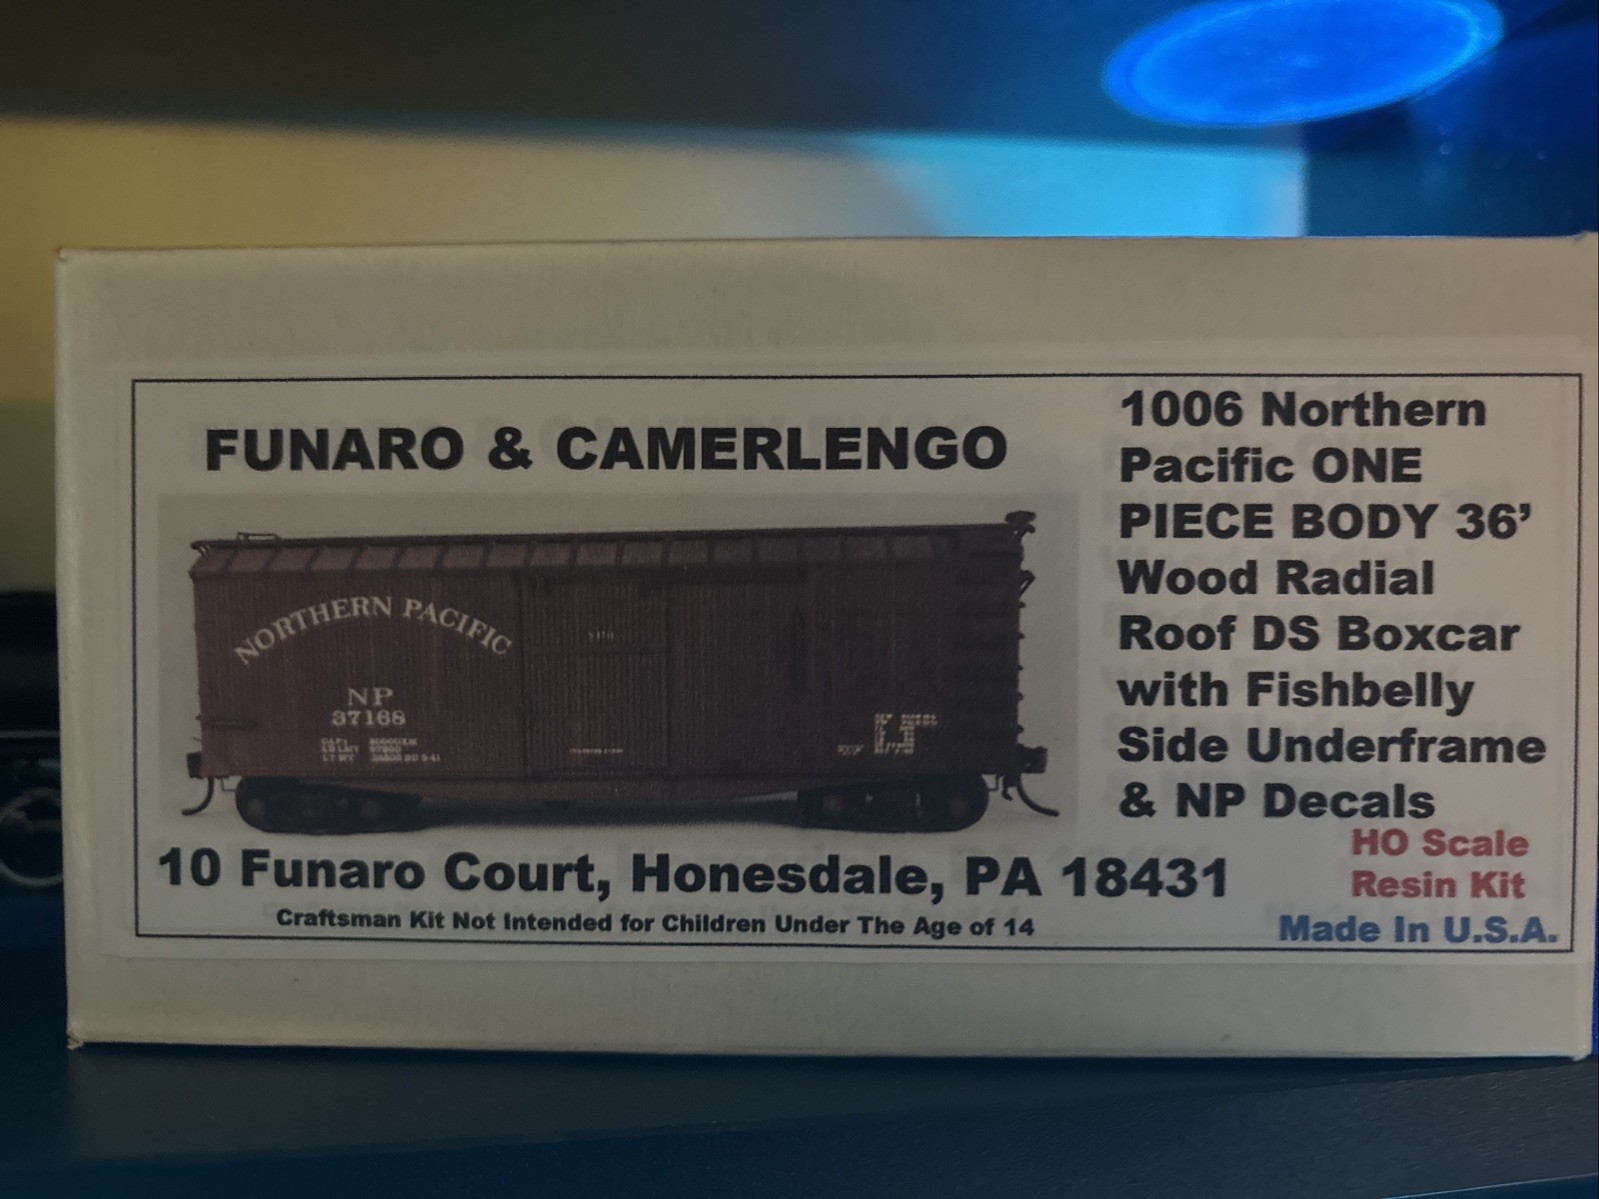 FUNARO & CAMERLENGO
NORTHERN PACIFIC
NP
37168
1006 Northern
Pacific ONE
PIECE BODY 36’
Wood Radial
Roof DS Boxcar
with Fishbelly
Side Underframe
& NP Decals
HO Scale
Resin Kit
Made In U.S.A.
10 Funaro Court, Honesdale, PA 18431
Craftsman Kit Not Intended for Children Under The Age of 14